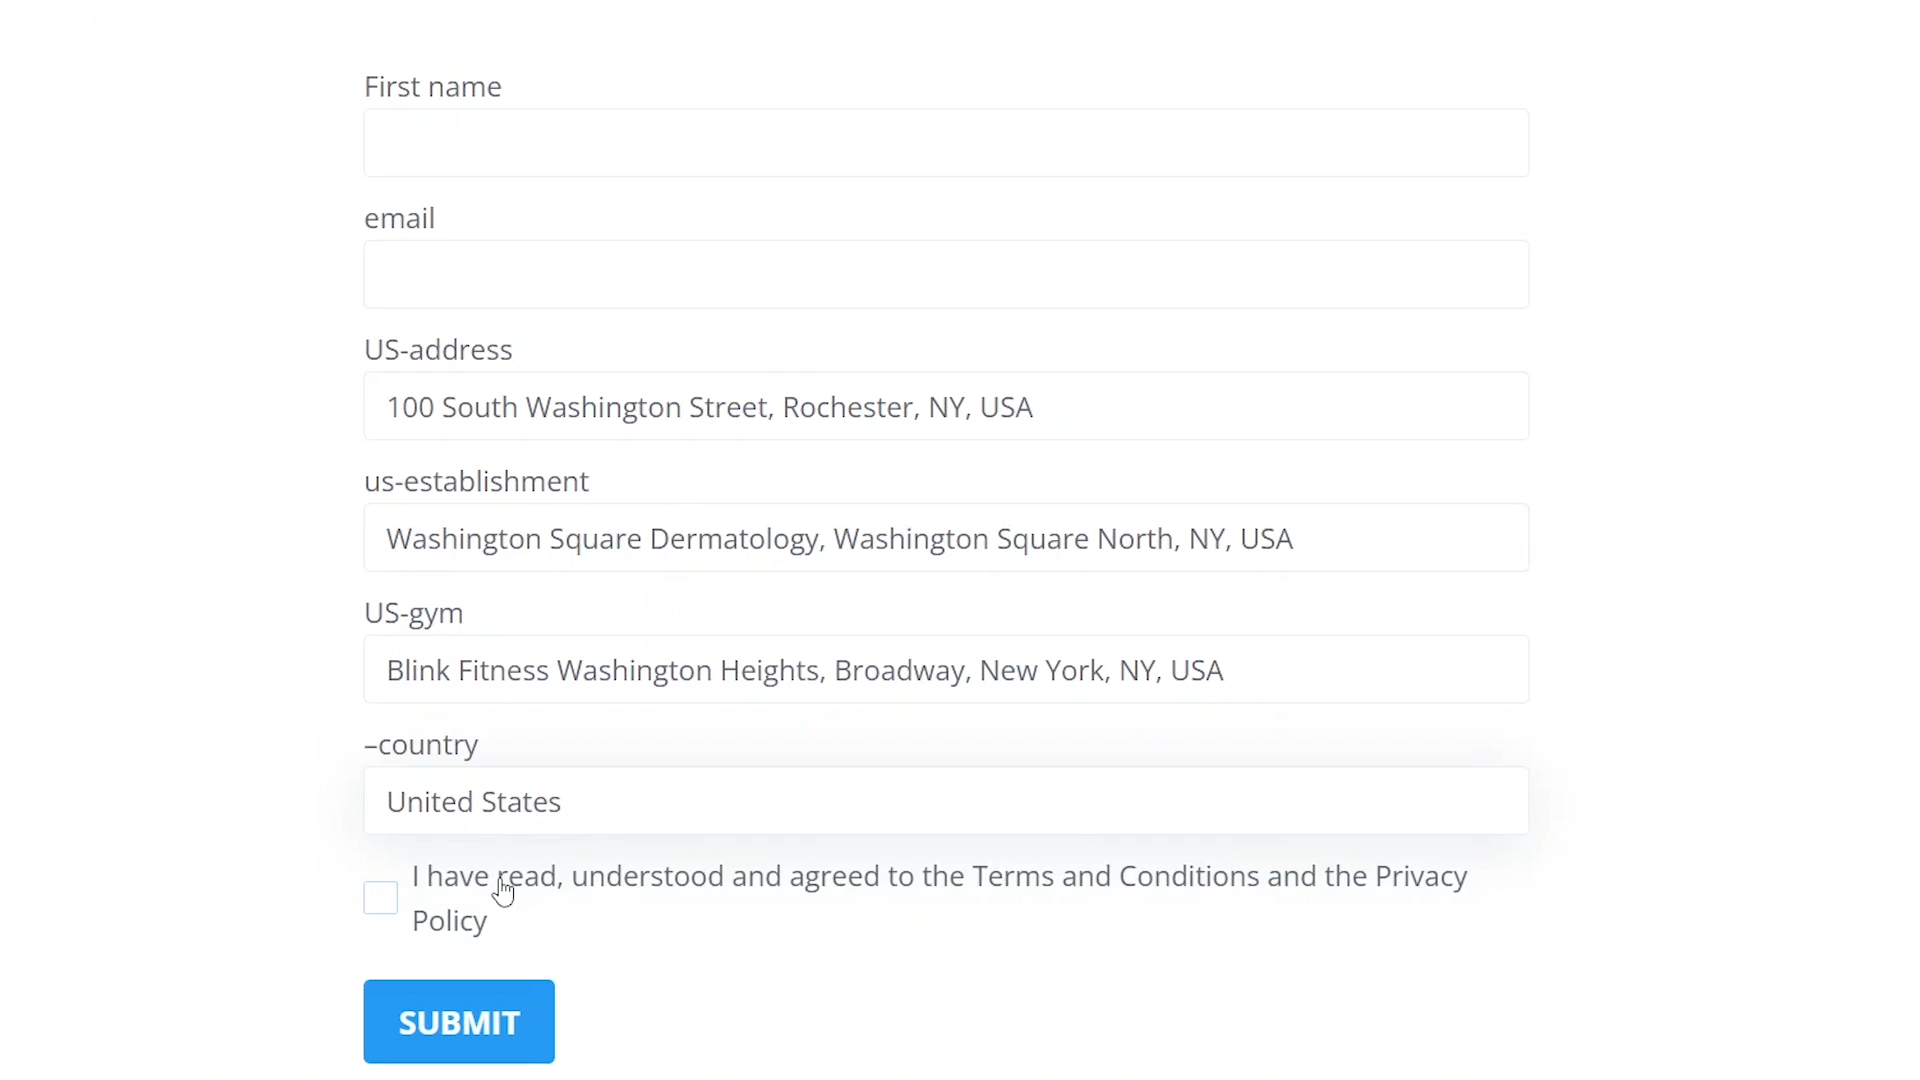 First name
email
US-address
100 South Washington Street, Rochester, NY, USA
us-establishment
Washington Square Dermatology, Washington Square North, NY, USA
US-gym
Blink Fitness Washington Heights, Broadway, New York, NY, USA
–country
United States
I have read, understood and agreed to the Terms and Conditions and the Privacy
Policy
SUBMIT